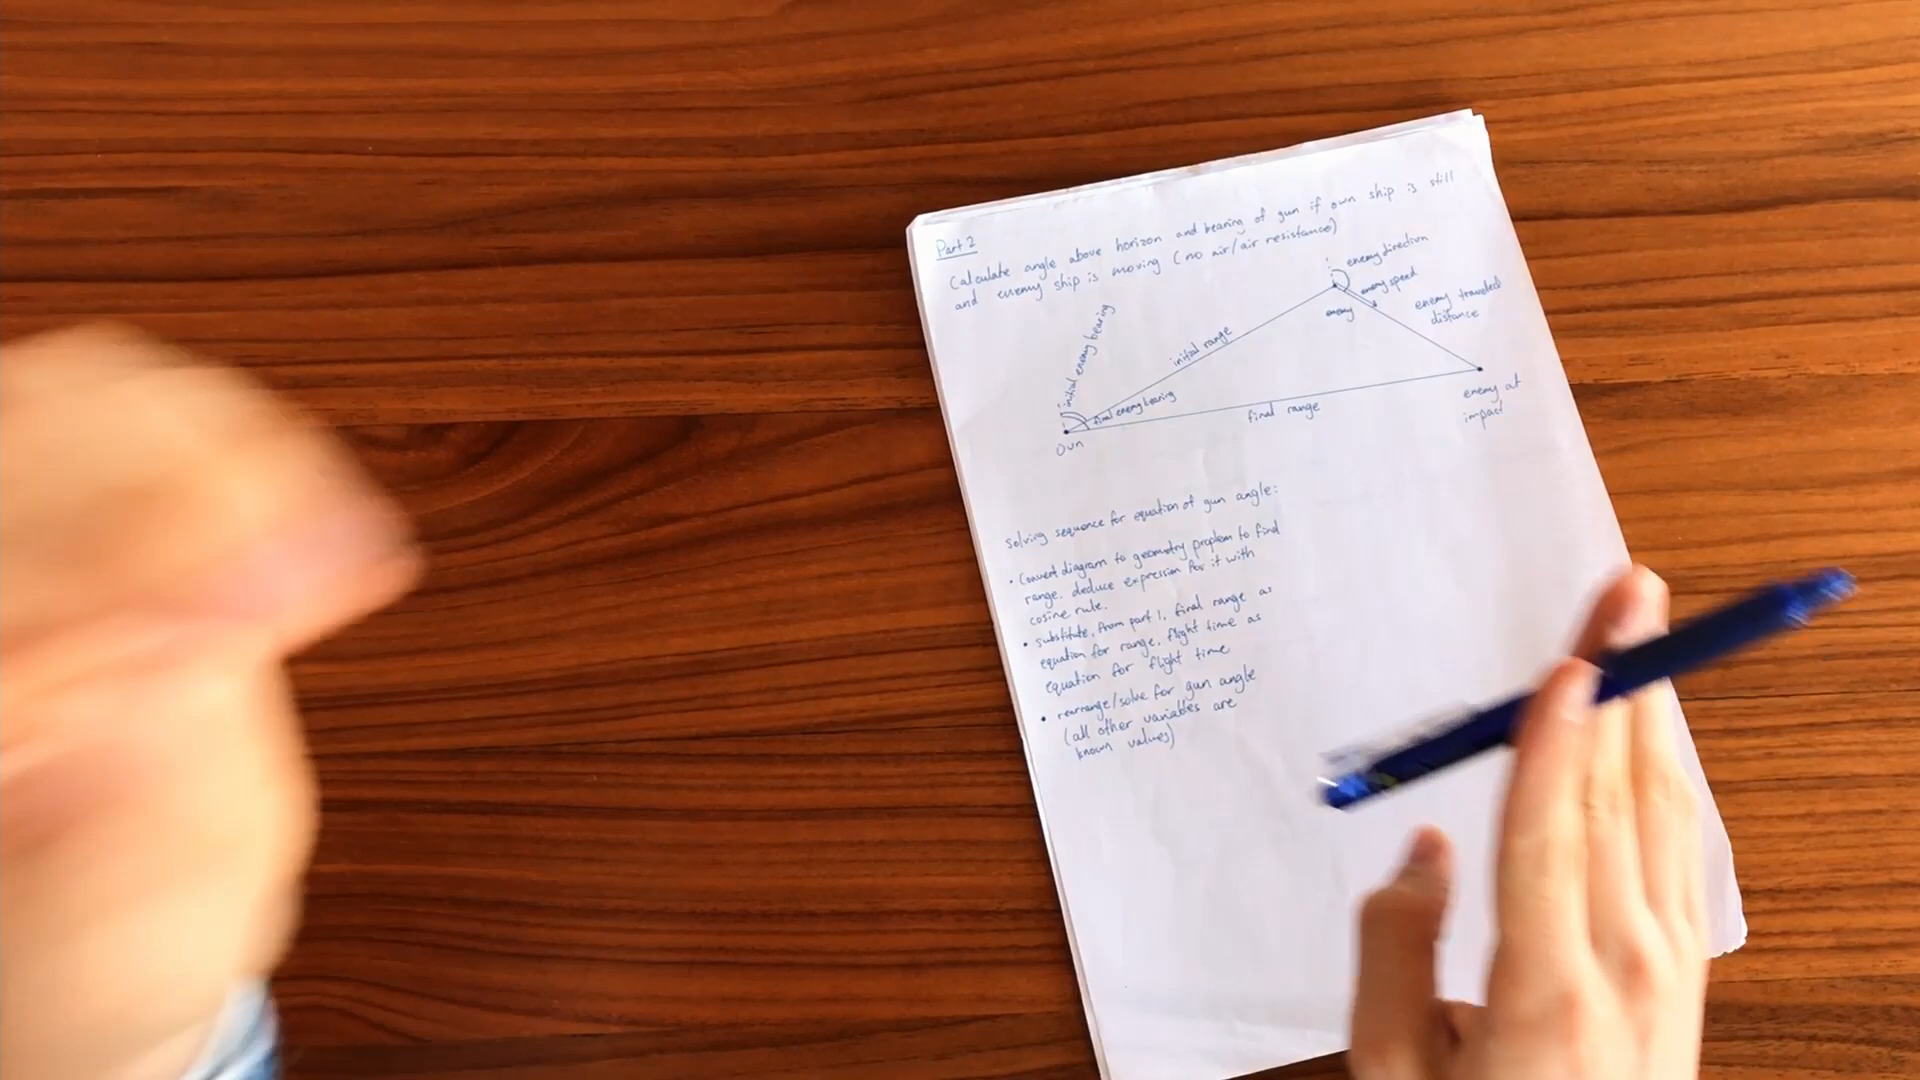 Part 2
Calculate angle above horizon and bearing of gun if own ship is still
and enemy ship is moving (no air/air resistance)
enemy direction
enemy speed
enemy
enemy traveled
distance
initial enemy bearing
initial range
final enemy bearing
final range
own
enemy at
impact
Solving sequence for equation of gun angle:
• Convert diagram to geometry proplem to find
range. deduce expression for it with
cosine rule.
• substitute, from part 1, final range as
equation for range, flight time as
equation for flight time
• rearrange/solve for gun angle
(all other variables are
known values)